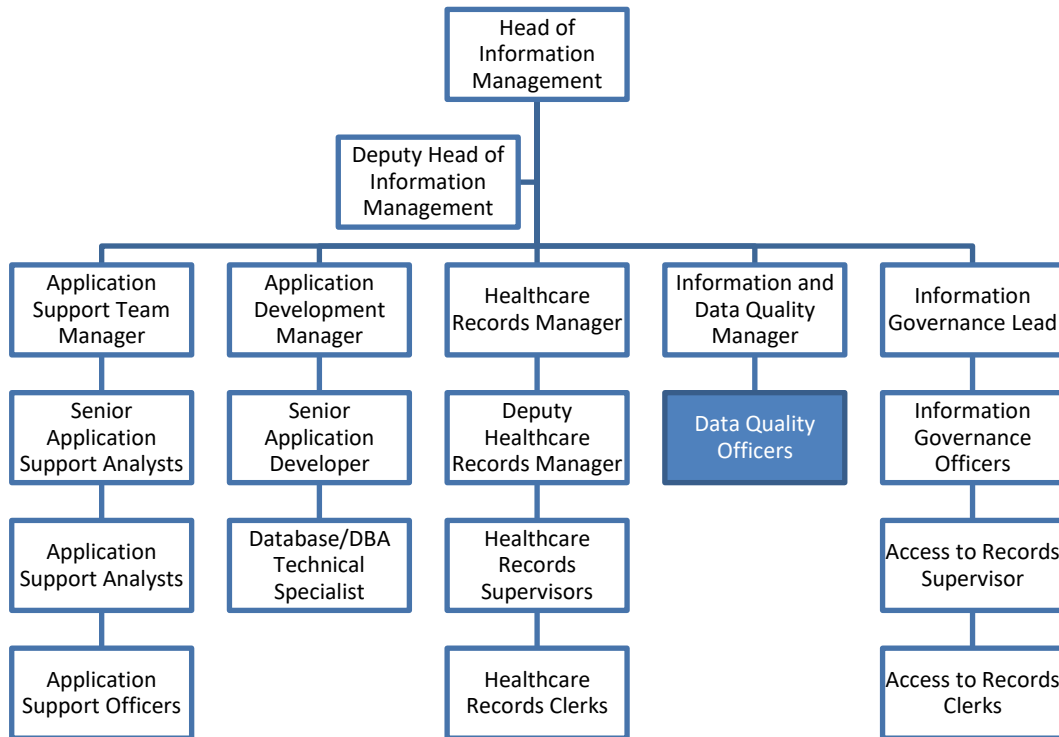 Head of
Information
Management
Deputy Head of
Information
Management
Application
Support Team
Manager
Application
Development
Manager
Healthcare
Records Manager
Information and
Data Quality
Manager
Information
Governance Lead
Senior
Application
Support Analysts
Senior
Application
Developer
Deputy
Healthcare
Records Manager
Data Quality
Officers
Information
Governance
Officers
Application
Support Analysts
Database/DBA
Technical
Specialist
Healthcare
Records
Supervisors
Access to Records
Supervisor
Application
Support Officers
Healthcare
Records Clerks
Access to Records
Clerks